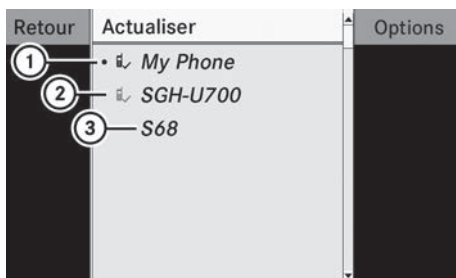 Retour Actualiser Options
1 • My Phone
2 SGH-U700
3 S68